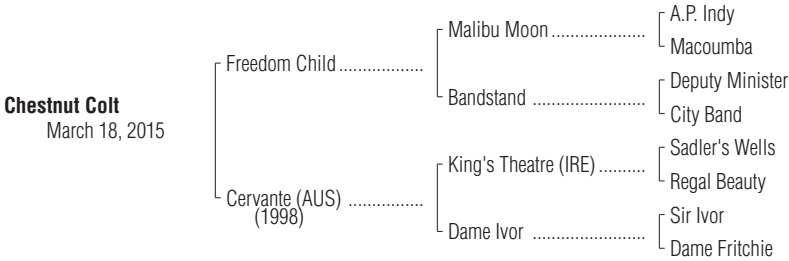 A.P. Indy
Malibu Moon.....................
Macoumba
Freedom Child.................
Deputy Minister
Bandstand .........................
City Band
Chestnut Colt
March 18, 2015
Sadler's Wells
King's Theatre (IRE)..........
Regal Beauty
Cervante (AUS) .................
(1998)
Sir Ivor
Dame Ivor .........................
Dame Fritchie